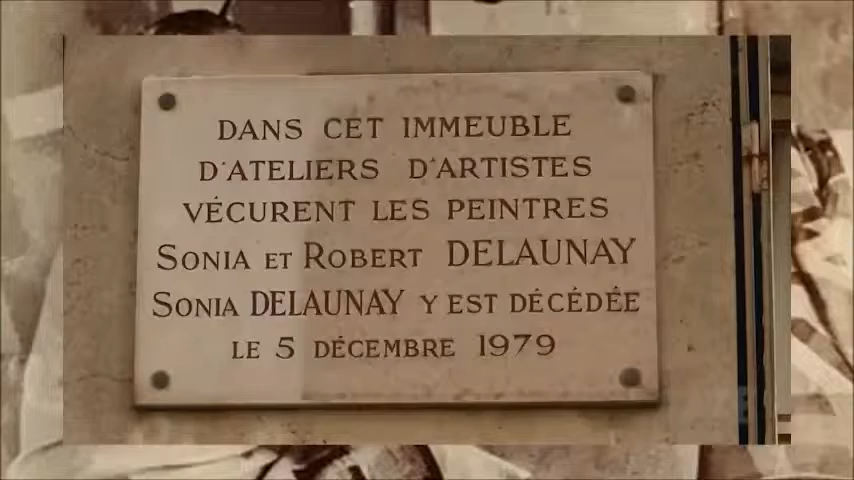 DANS CET IMMEUBLE
D'ATELIERS D'ARTISTES
VÉCURENT LES PEINTRES
SONIA ET ROBERT DELAUNAY
SONIA DELAUNAY Y EST DÉCÉDÉE
LE 5 DÉCEMBRE 1979